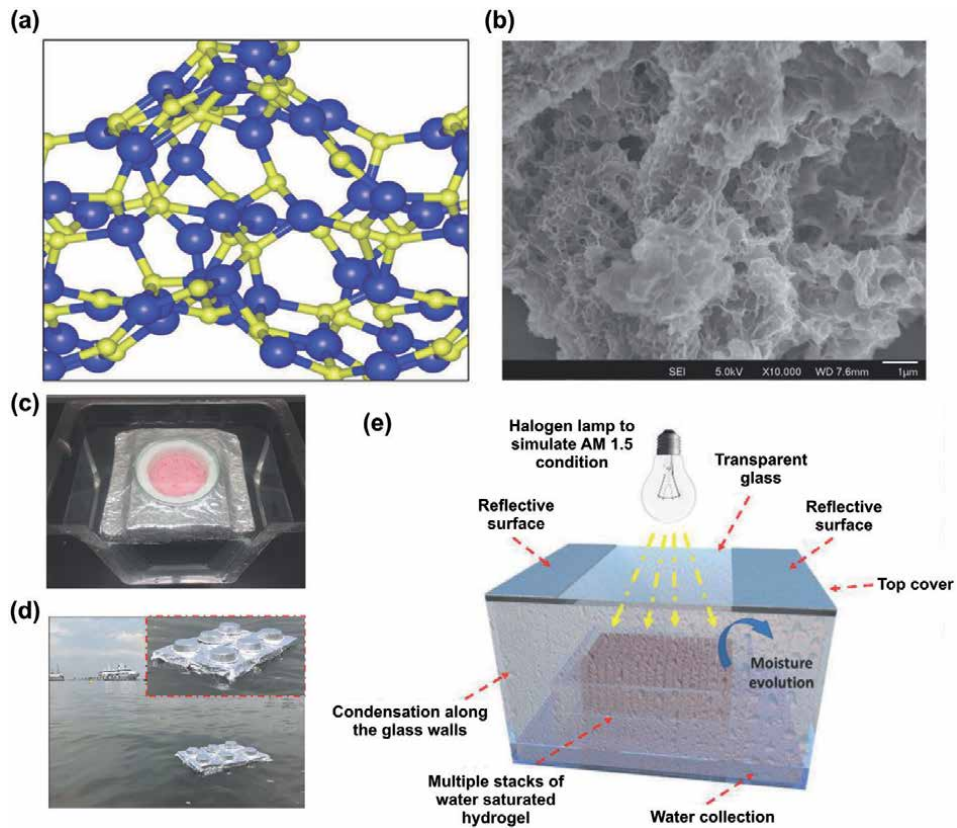 (a)
(b)
SEI 5.0kV X10,000 WD 7.6mm 1μm
(c)
(d)
(e)
Halogen lamp to
simulate AM 1.5
condition
Transparent
glass
Reflective
surface
Reflective
surface
Top cover
Moisture
evolution
Condensation along
the glass walls
Multiple stacks of
water saturated
hydrogel
Water collection